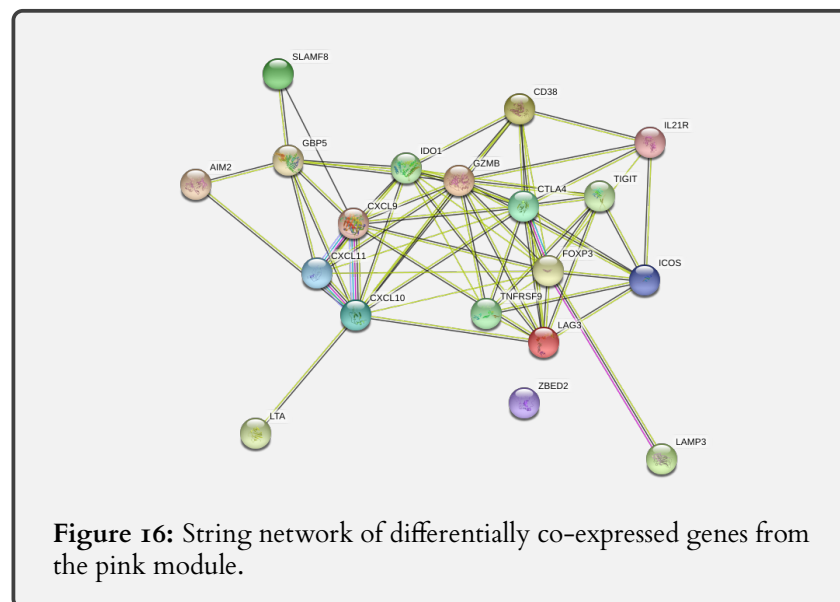 SLAMF8
CD38
IL21R
GBP5
IDO1
GZMB
AIM2
TIGIT
CTLA4
CXCL9
FOXP3
CXCL11
ICOS
CXCL10
TNFRSF9
LAG3
ZBED2
LTA
LAMP3
Figure 16: String network of differentially co-expressed genes from
the pink module.